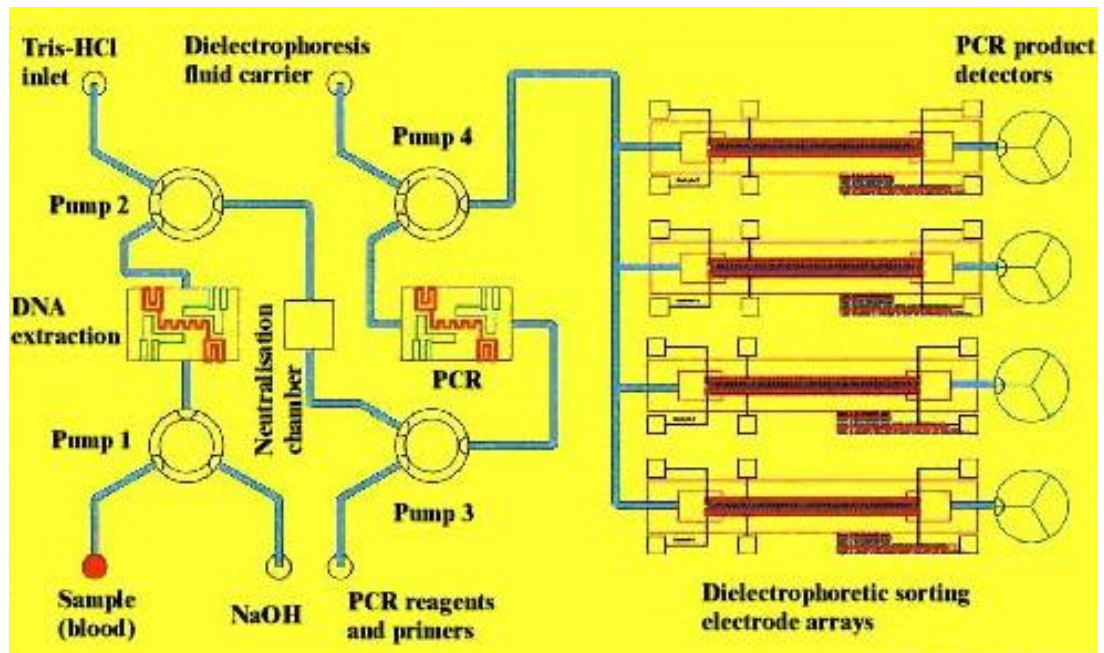 Tris-HCl
inlet
Dielectrophoresis
fluid carrier
PCR product
detectors
Pump 4
Pump 2
DNA
extraction
Neutralisation
chamber
PCR
Pump 1
Pump 3
Sample
(blood)
NaOH
PCR reagents
and primers
Dielectrophoretic sorting
electrode arrays